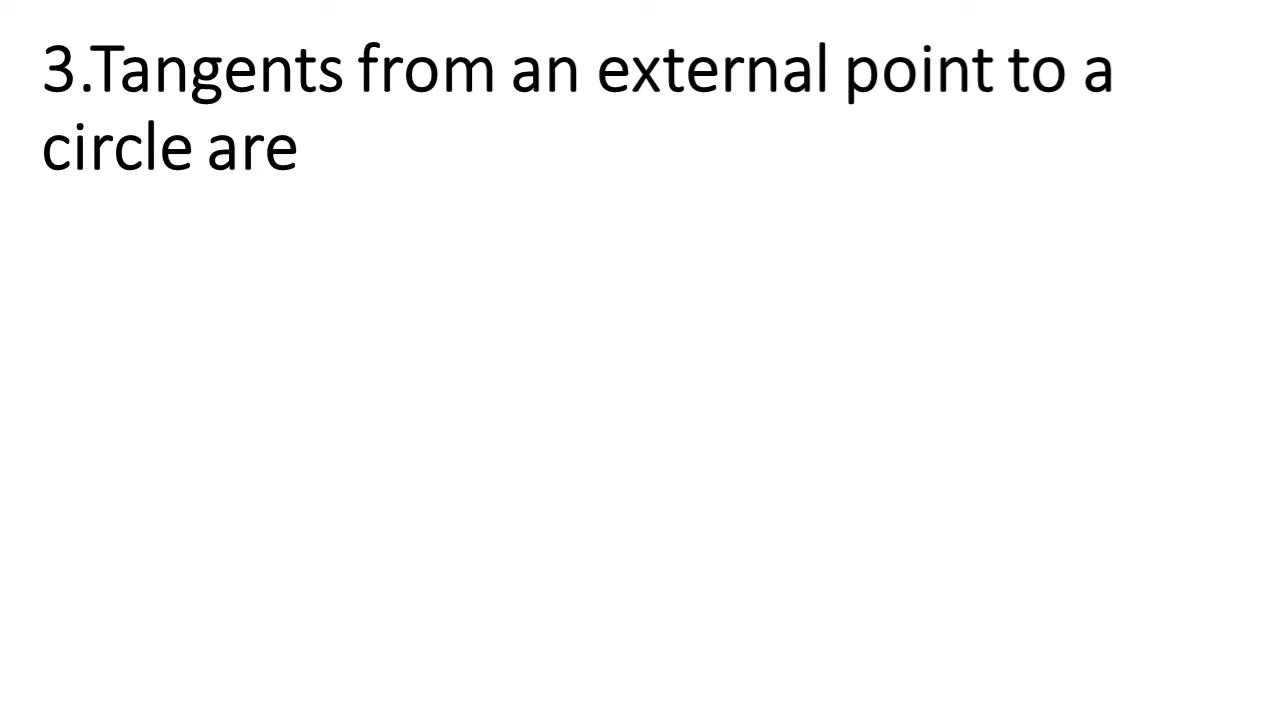 3.Tangents from an external point to a
circle are